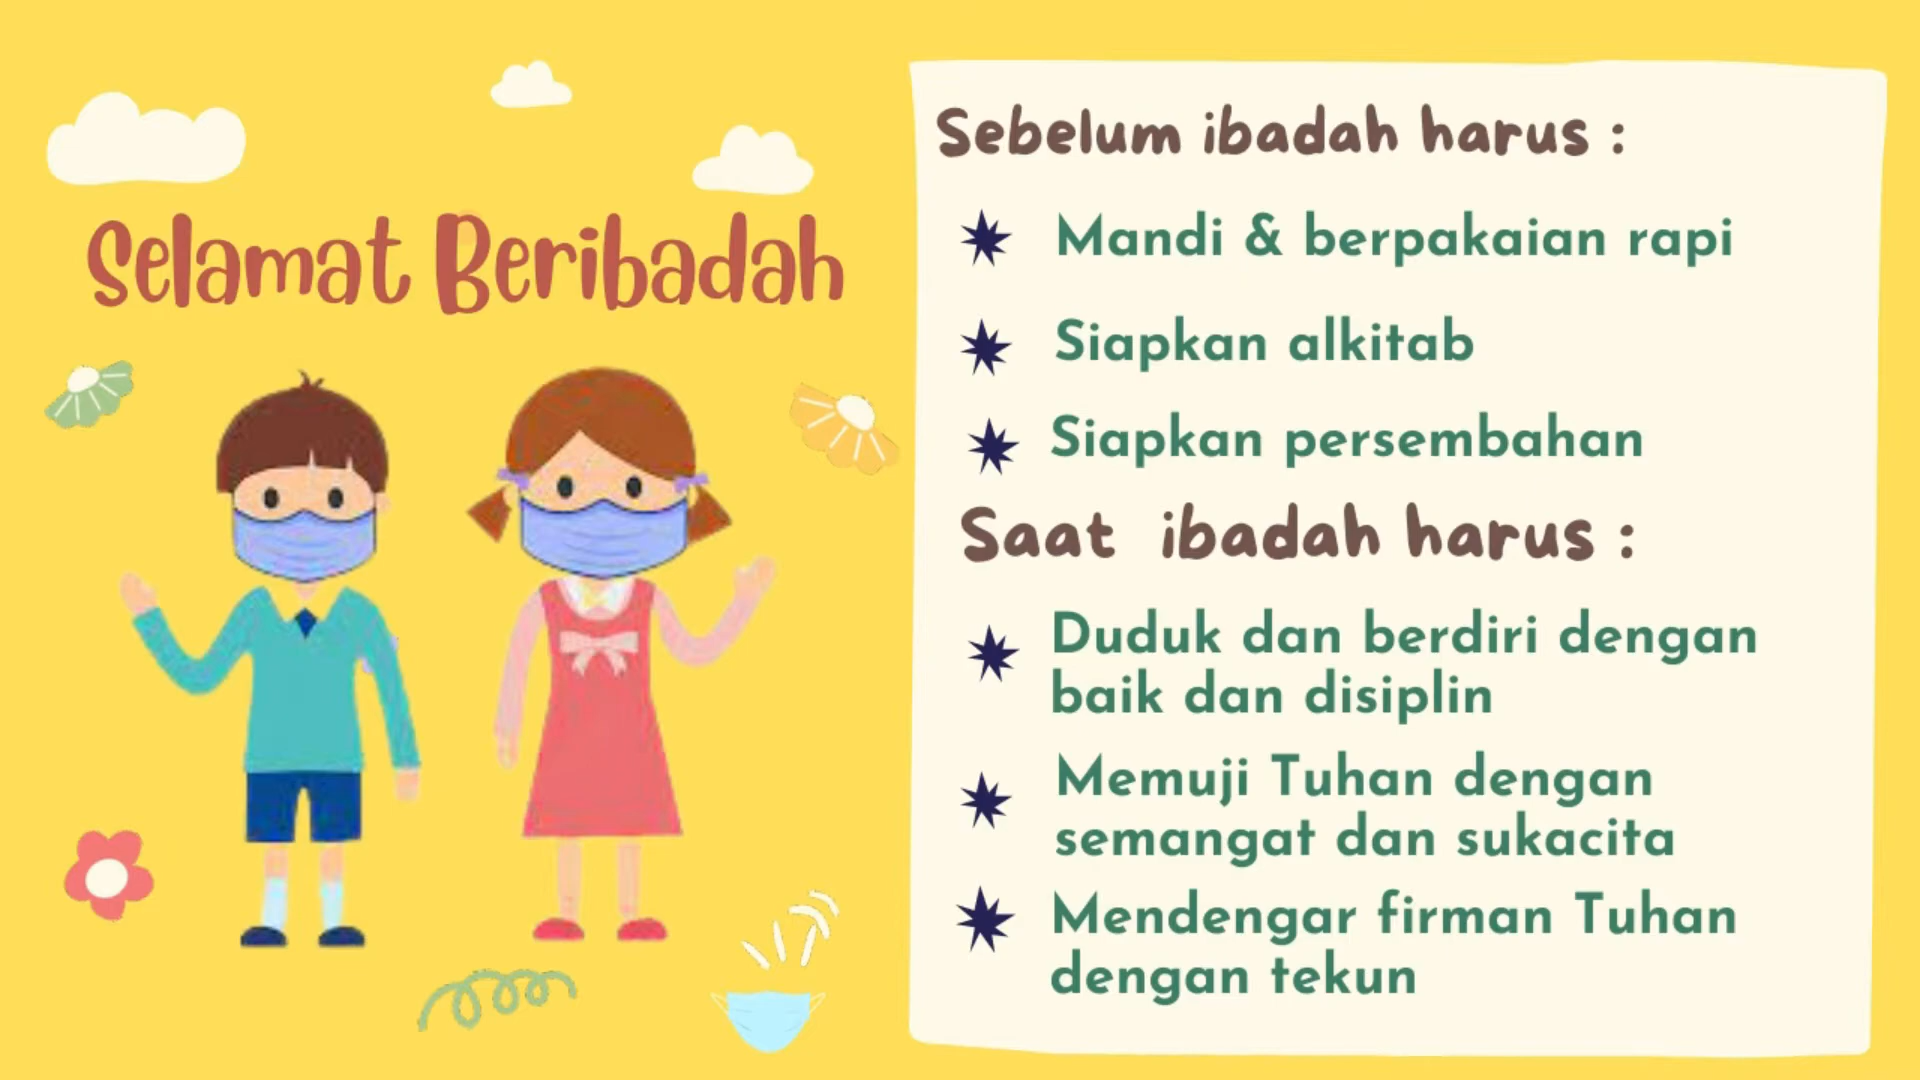 Selamat Beribadah
Sebelum ibadah harus :
Mandi & berpakaian rapi
Siapkan alkitab
Siapkan persembahan
Saat ibadah harus :
Duduk dan berdiri dengan
baik dan disiplin
Memuji Tuhan dengan
semangat dan sukacita
Mendengar firman Tuhan
dengan tekun